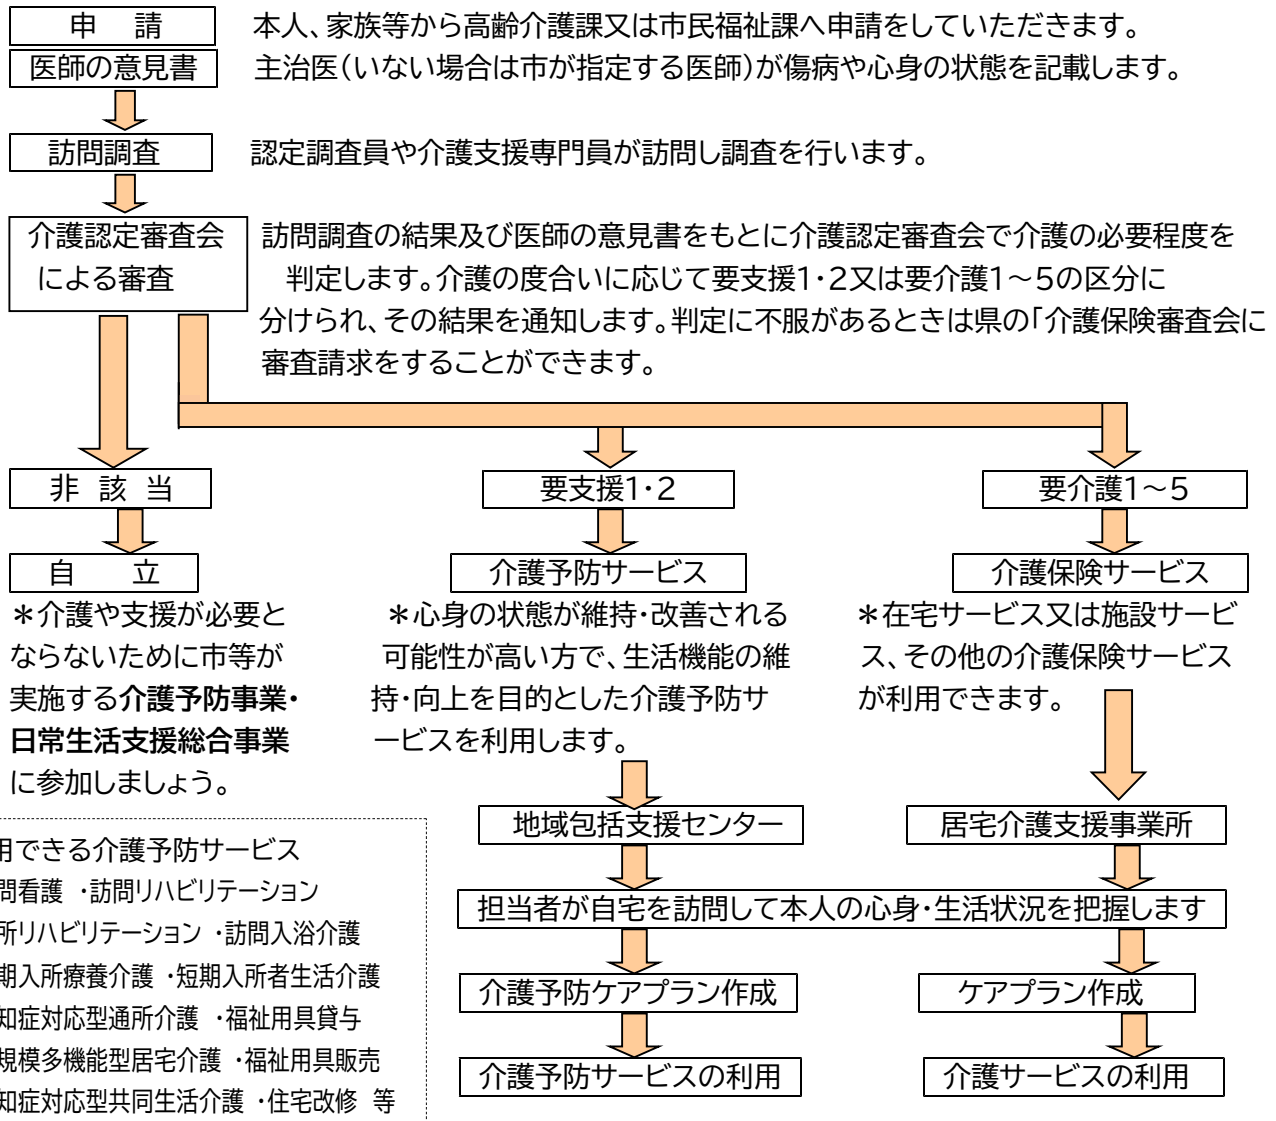 申　請
本人、家族等から高齢介護課又は市民福祉課へ申請をしていただきます。
医師の意見書
主治医(いない場合は市が指定する医師)が傷病や心身の状態を記載します。
訪問調査
認定調査員や介護支援専門員が訪問し調査を行います。
介護認定審査会
による審査
訪問調査の結果及び医師の意見書をもとに介護認定審査会で介護の必要程度を
判定します。介護の度合いに応じて要支援1・2又は要介護1～5の区分に
分けられ、その結果を通知します。判定に不服があるときは県の「介護保険審査会に
審査請求をすることができます。
非 該 当
要支援1・2
要介護1～5
自　立
介護予防サービス
介護保険サービス
＊介護や支援が必要と
ならないために市等が
実施する介護予防事業・
日常生活支援総合事業
に参加しましょう。
＊心身の状態が維持・改善される
可能性が高い方で、生活機能の維
持・向上を目的とした介護予防サ
ービスを利用します。
＊在宅サービス又は施設サービ
ス、その他の介護保険サービス
が利用できます。
地域包括支援センター
居宅介護支援事業所
担当者が自宅を訪問して本人の心身・生活状況を把握します
介護予防ケアプラン作成
ケアプラン作成
介護予防サービスの利用
介護サービスの利用
用できる介護予防サービス
問看護 ・訪問リハビリテーション
所リハビリテーション ・訪問入浴介護
期入所療養介護 ・短期入所者生活介護
知症対応型通所介護 ・福祉用具貸与
規模多機能型居宅介護 ・福祉用具販売
知症対応型共同生活介護 ・住宅改修 等